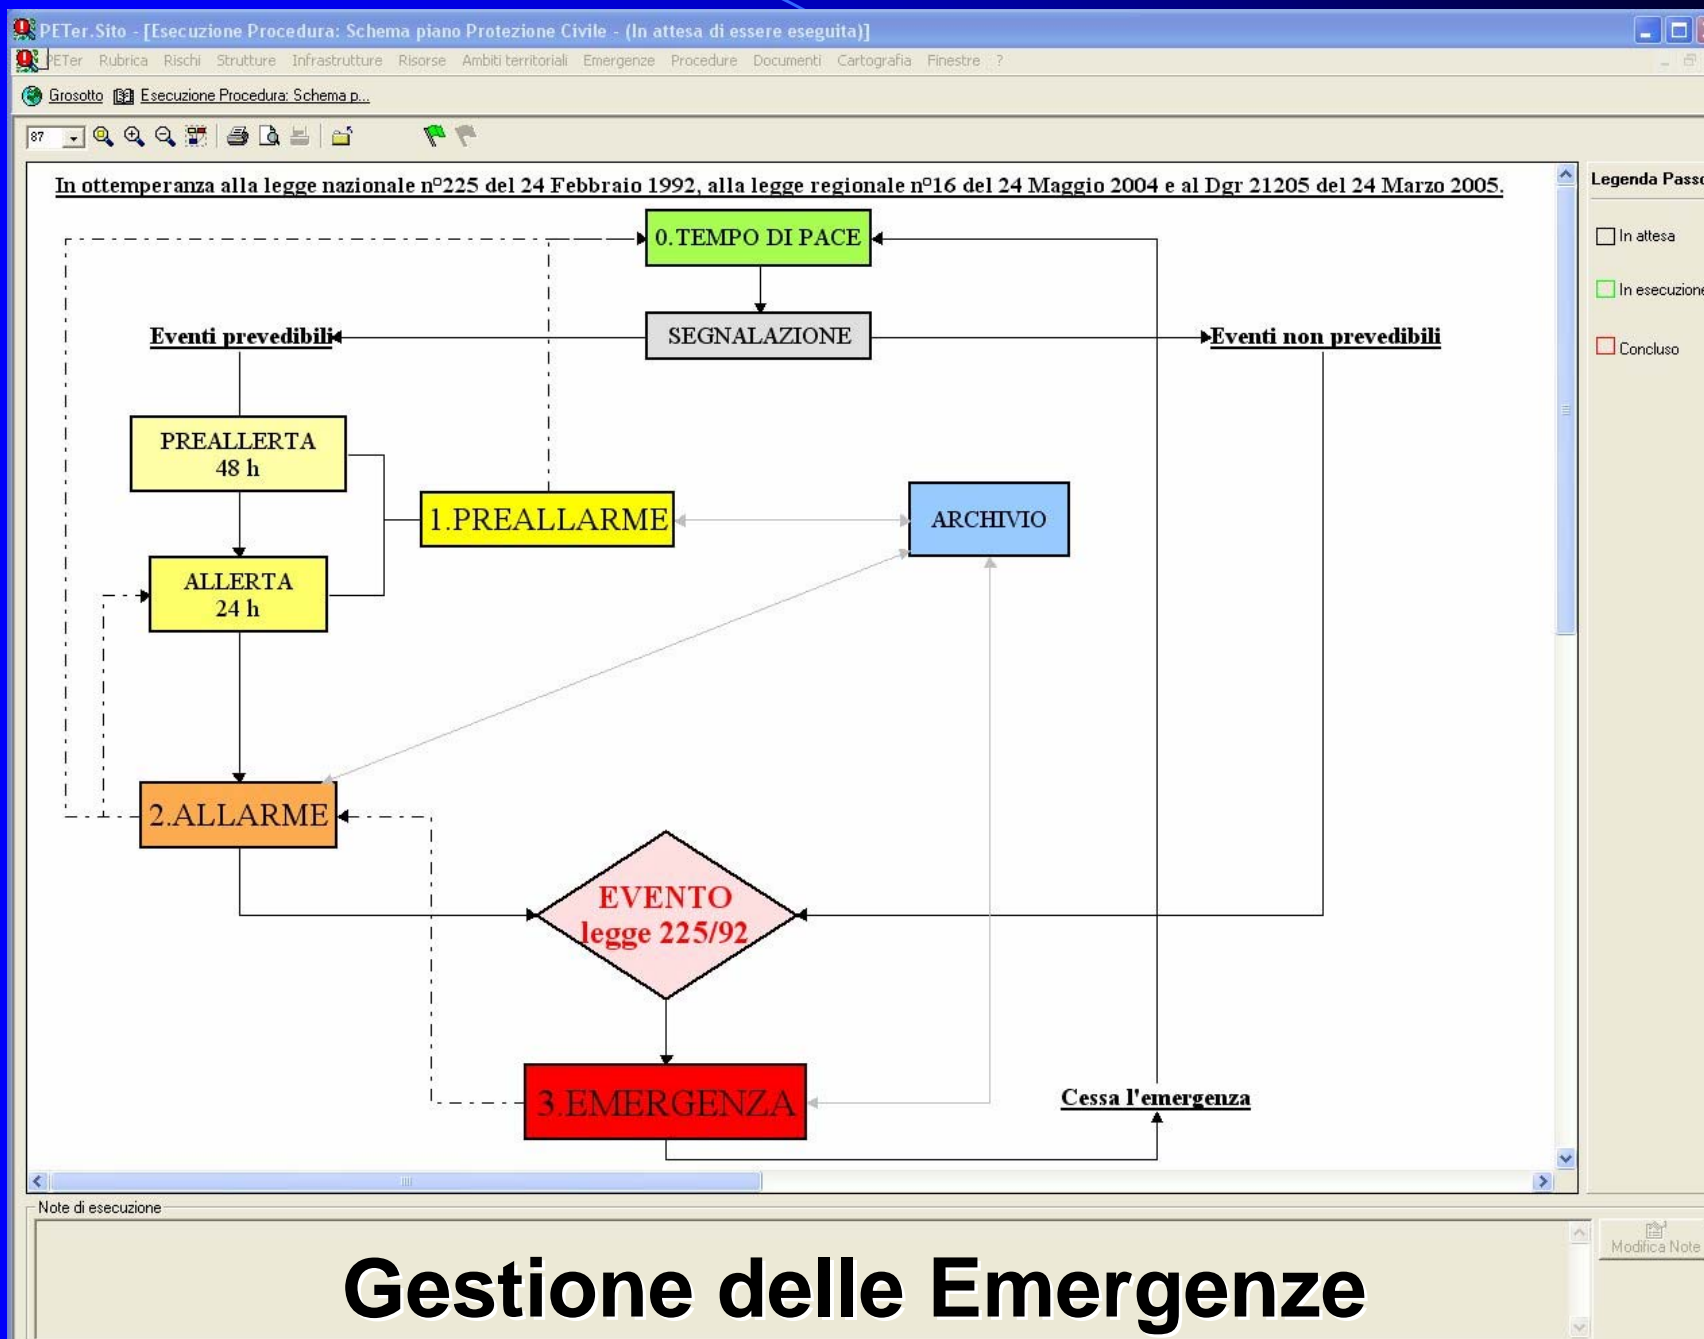 PETer.Sito - [Esecuzione Procedura: Schema piano Protezione Civile - (In attesa di essere eseguita)]
PETer Rubrica Rischi Strutture Infrastrutture Risorse Ambiti territoriali Emergenze Procedure Documenti Cartografia Finestre ?
Grosotto Esecuzione Procedura: Schema p...
87
In ottemperanza alla legge nazionale n°225 del 24 Febbraio 1992, alla legge regionale n°16 del 24 Maggio 2004 e al Dgr 21205 del 24 Marzo 2005.
Legenda Passo
In attesa
In esecuzione
Concluso
0.TEMPO DI PACE
Eventi prevedibili
SEGNALAZIONE
Eventi non prevedibili
PREALLERTA
48 h
1.PREALLARME
ARCHIVIO
ALLERTA
24 h
2.ALLARME
EVENTO
legge 225/92
3.EMERGENZA
Cessa l'emergenza
Note di esecuzione
Modifica Note
Gestione delle Emergenze